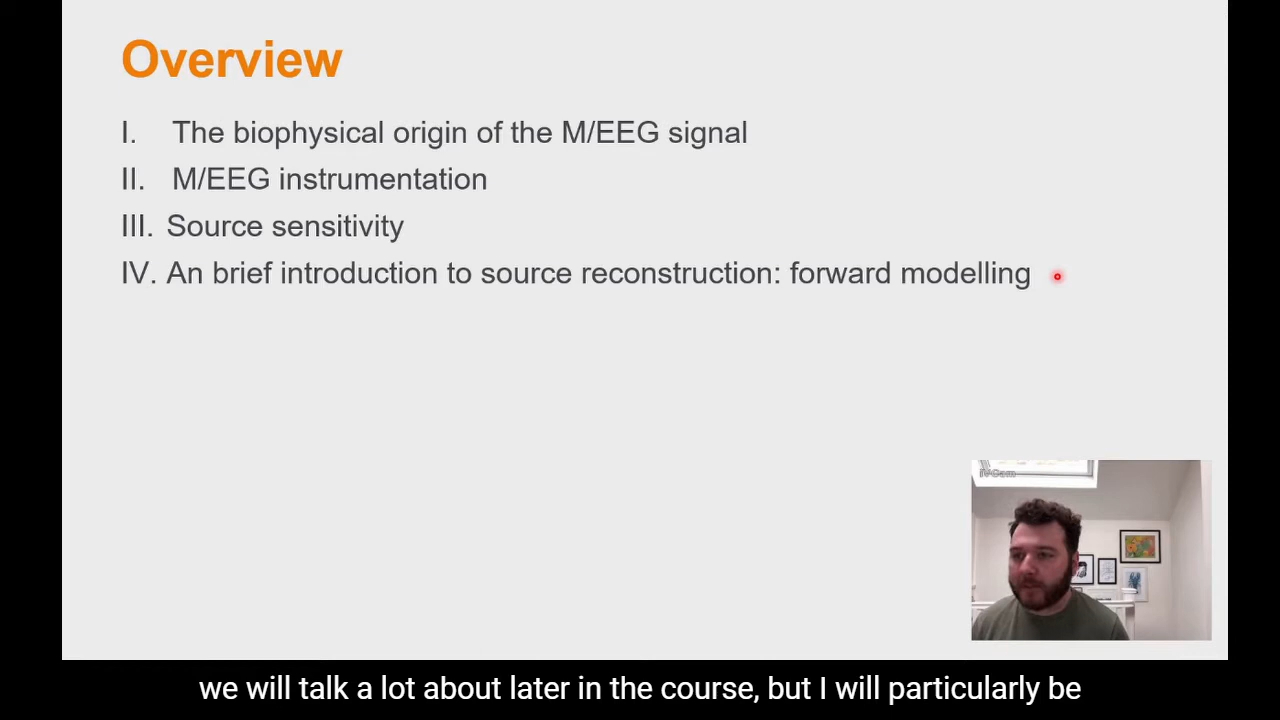 Overview
I. The biophysical origin of the M/EEG signal
II. M/EEG instrumentation
III. Source sensitivity
IV. An brief introduction to source reconstruction: forward modelling
iVCam
we will talk a lot about later in the course, but I will particularly be